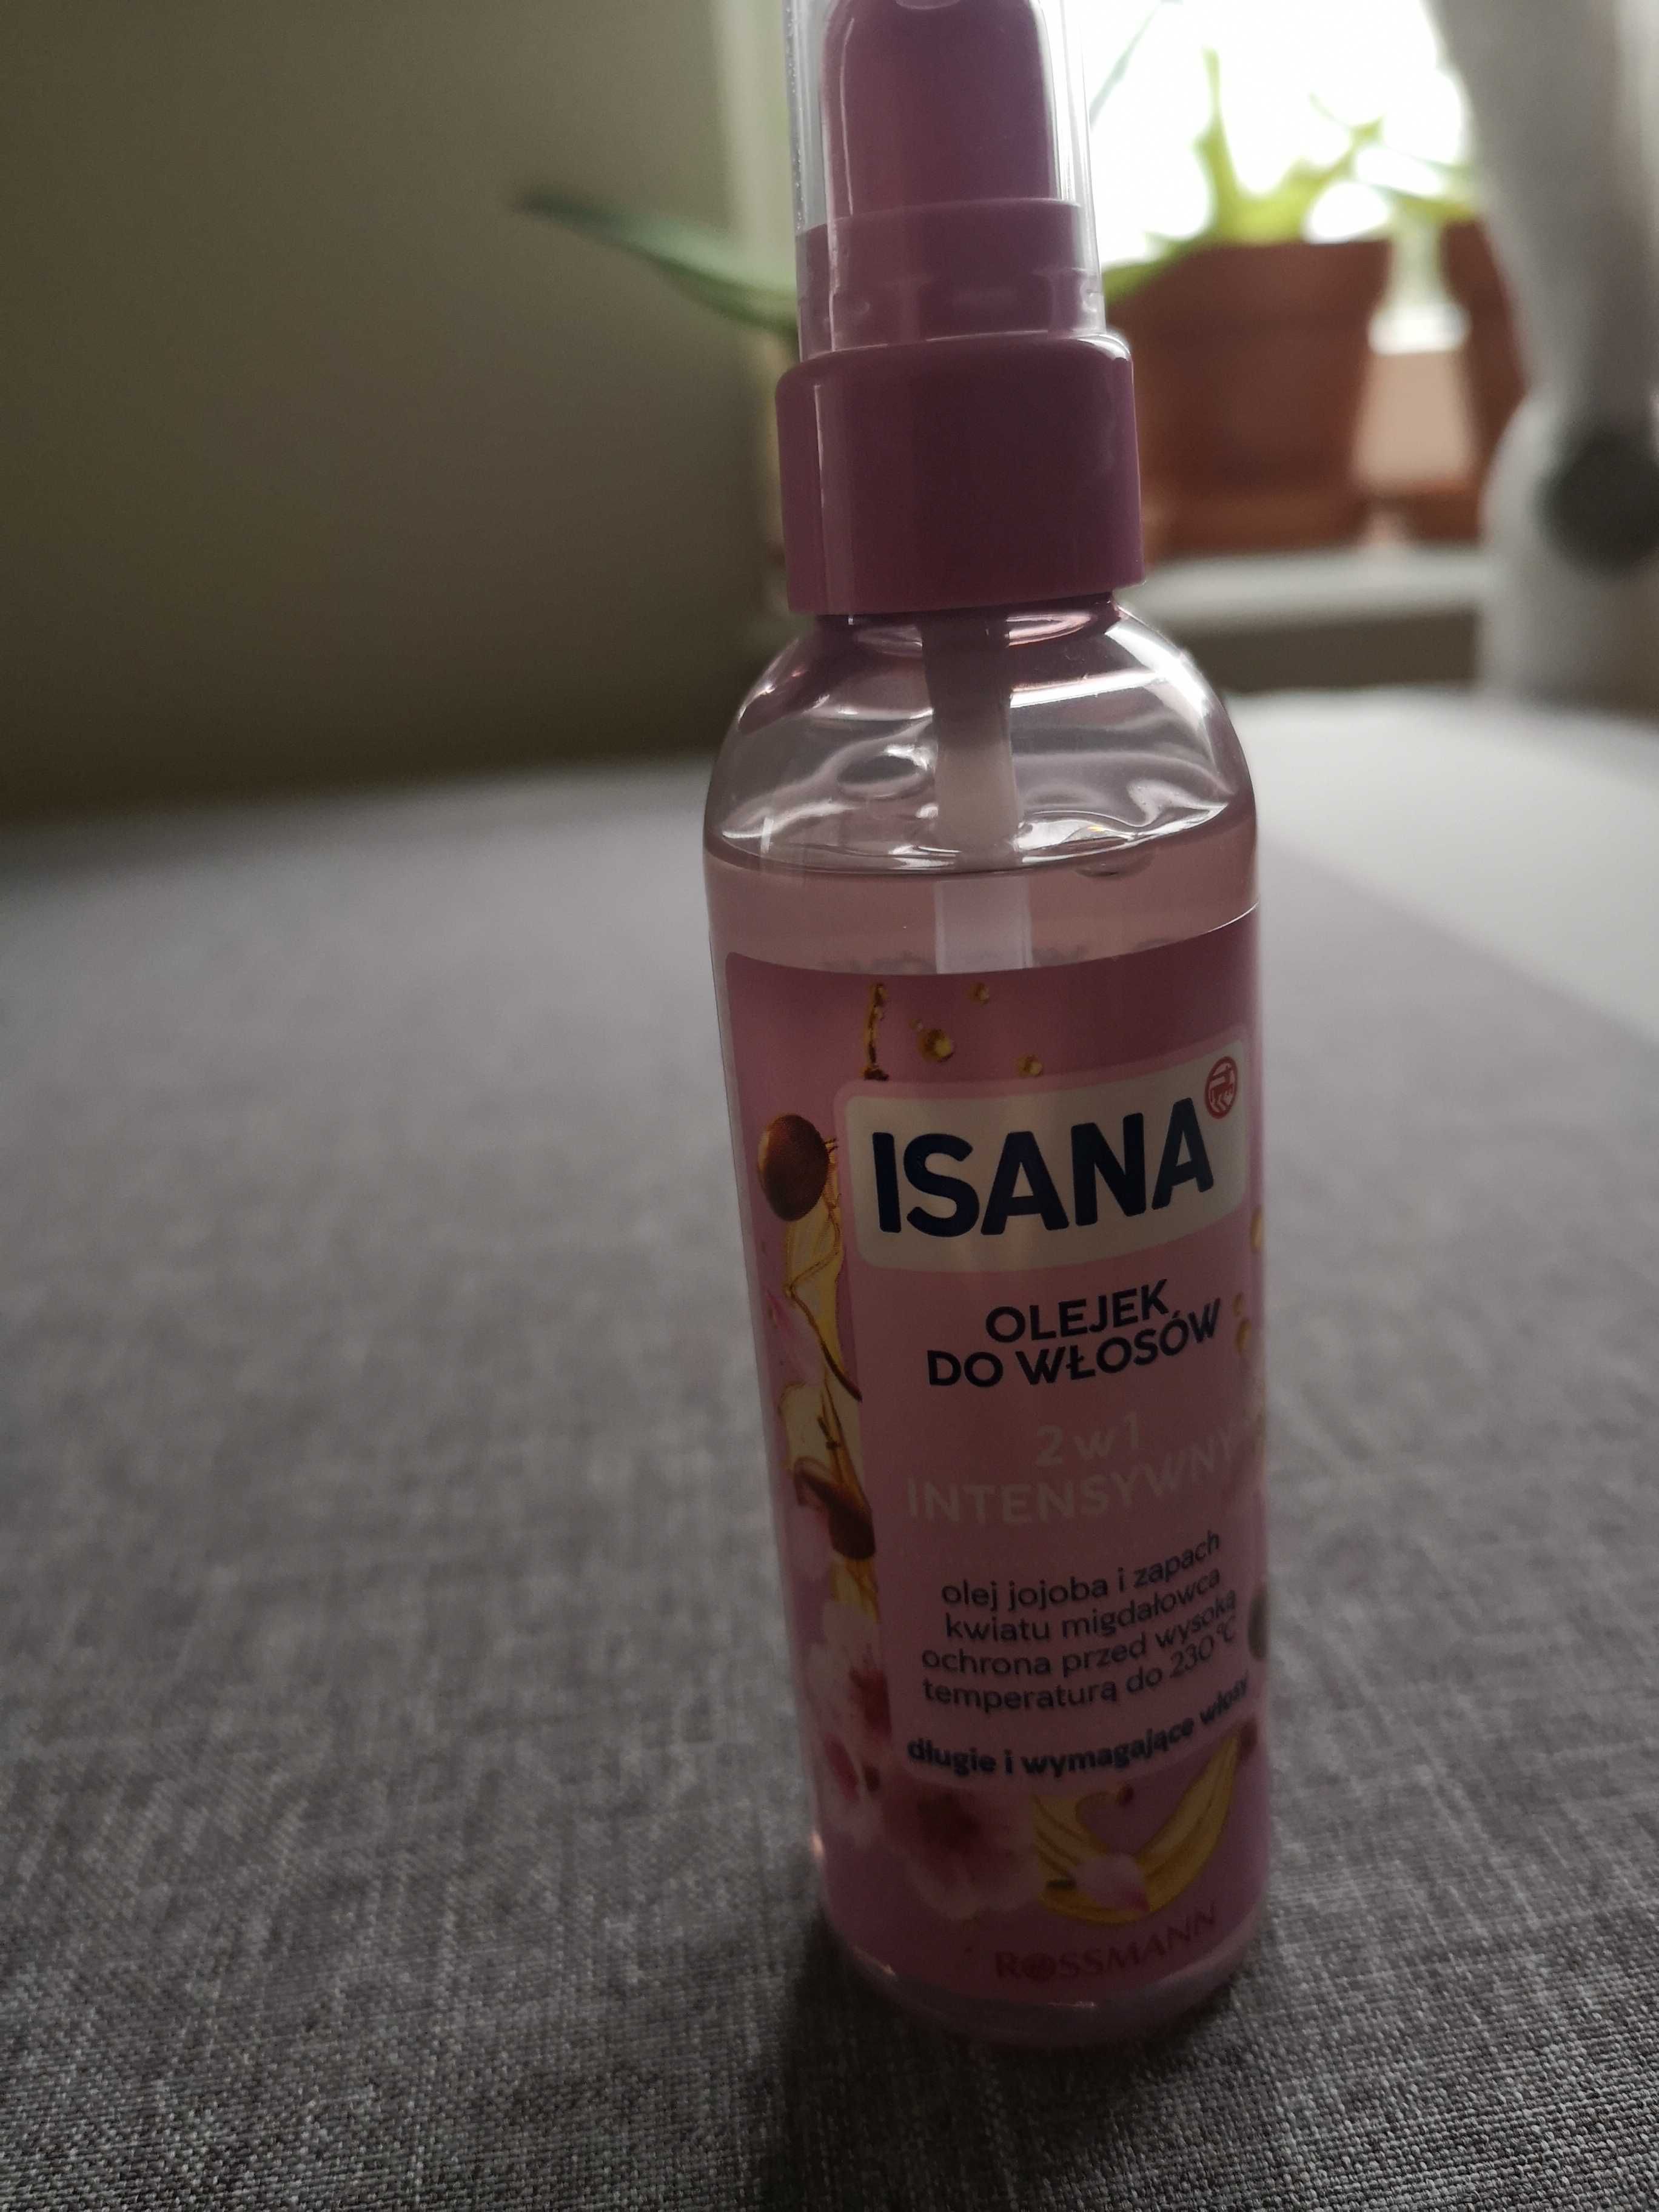 ISANA
OLEJEK
DO WŁOSÓW
2 w 1
INTENSYWNY
olej jojoba i zapach
kwiatu migdałowca
ochrona przed wysoką
temperaturą do 230°C
długie i wymagające włosy
ROSSMANN